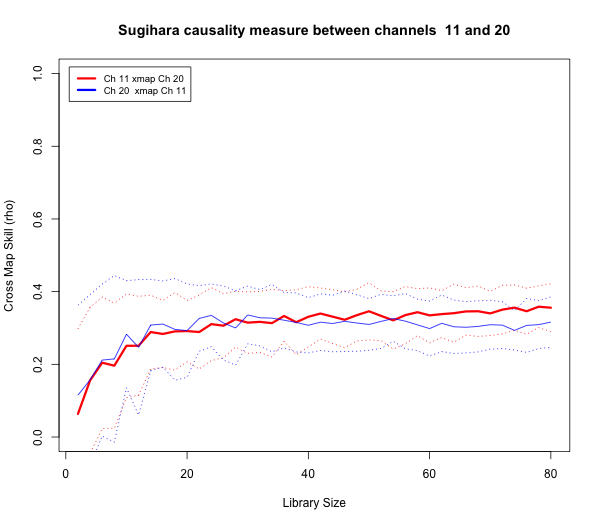 Sugihara causality measure between channels  11 and 20
Ch 11 xmap Ch 20
Ch 20  xmap Ch 11
Cross Map Skill (rho)
1.0
0.8
0.6
0.4
0.2
0.0
0 20 40 60 80
Library Size